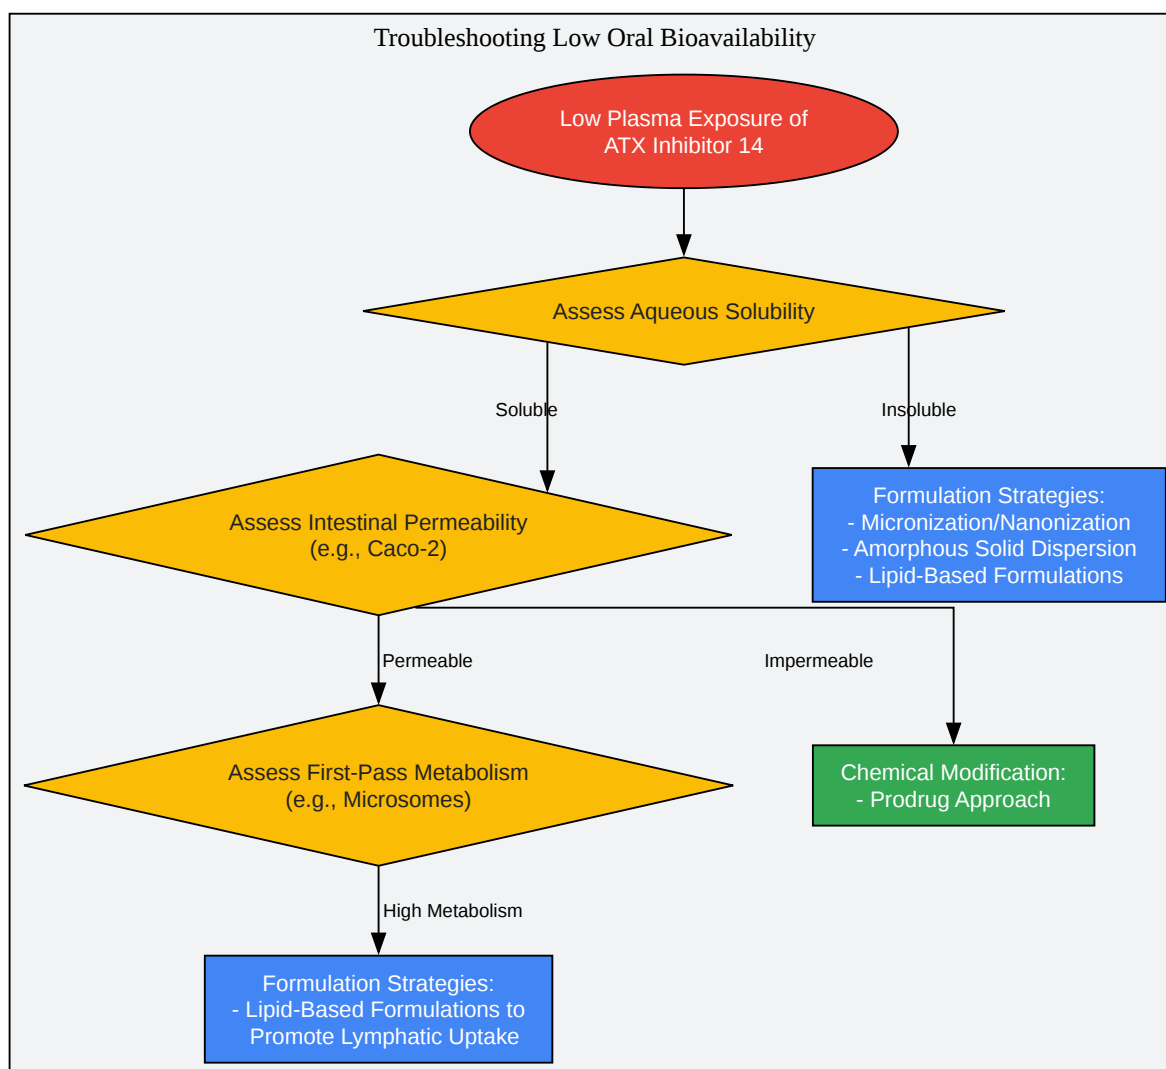 Troubleshooting Low Oral Bioavailability
Low Plasma Exposure of
ATX Inhibitor 14
Assess Aqueous Solubility
Soluble
Insoluble
Assess Intestinal Permeability
(e.g., Caco-2)
Formulation Strategies:
- Micronization/Nanonization
- Amorphous Solid Dispersion
- Lipid-Based Formulations
Permeable
Impermeable
Assess First-Pass Metabolism
(e.g., Microsomes)
Chemical Modification:
- Prodrug Approach
High Metabolism
Formulation Strategies:
- Lipid-Based Formulations to
Promote Lymphatic Uptake